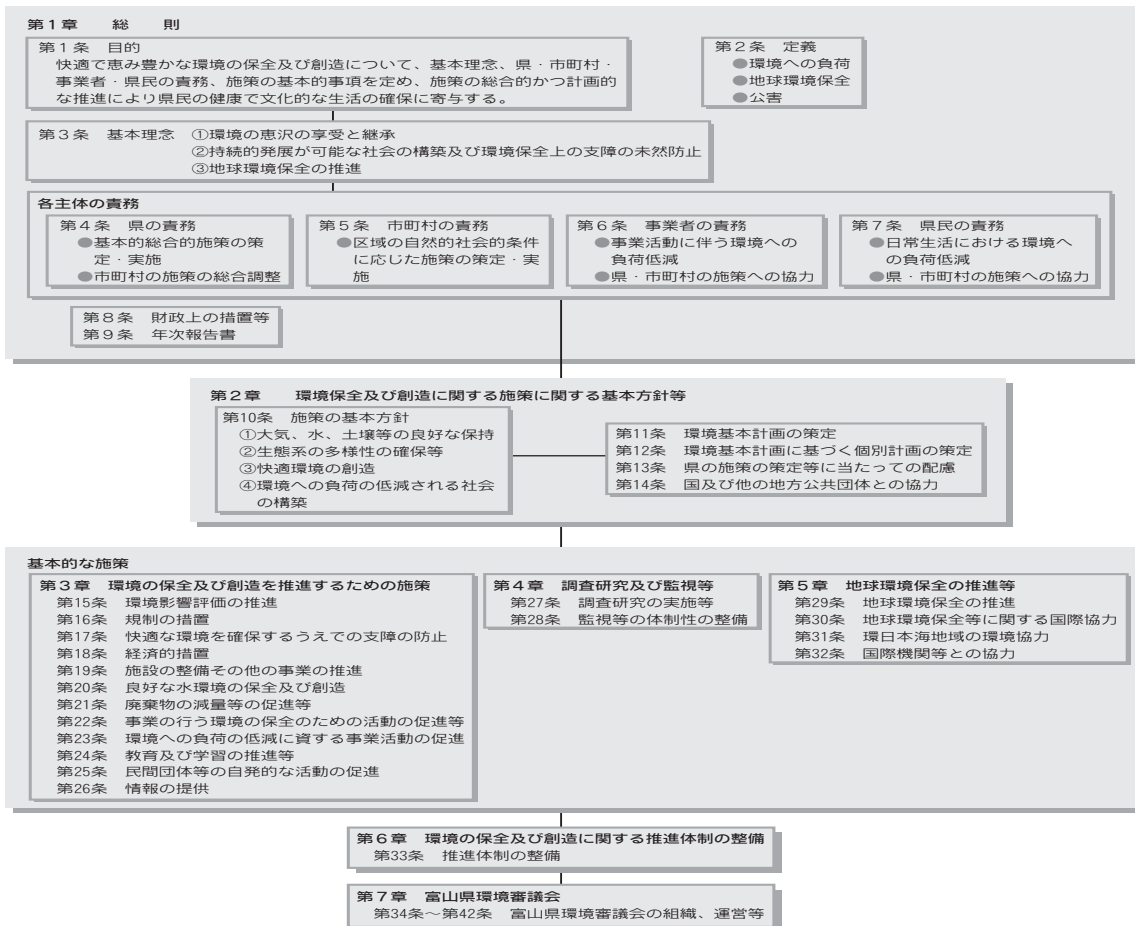 第1章　総　則
第1条　目的
快適で恵み豊かな環境の保全及び創造について、基本理念、県・市町村・
事業者・県民の責務、施策の基本的事項を定め、施策の総合的かつ計画的
な推進により県民の健康で文化的な生活の確保に寄与する。
第2条　定義
●環境への負荷
●地球環境保全
●公害
第3条　基本理念　①環境の恵沢の享受と継承
②持続的発展が可能な社会の構築及び環境保全上の支障の未然防止
③地球環境保全の推進
各主体の責務
第4条　県の責務
●基本的総合的施策の策
定・実施
●市町村の施策の総合調整
第5条　市町村の責務
●区域の自然的社会的条件
に応じた施策の策定・実
施
第6条　事業者の責務
●事業活動に伴う環境への
負荷低減
●県・市町村の施策への協力
第7条　県民の責務
●日常生活における環境へ
の負荷低減
●県・市町村の施策への協力
第8条　財政上の措置等
第9条　年次報告書
第2章　環境保全及び創造に関する施策に関する基本方針等
第10条　施策の基本方針
①大気、水、土壌等の良好な保持
②生態系の多様性の確保等
③快適環境の創造
④環境への負荷の低減される社会
の構築
第11条　環境基本計画の策定
第12条　環境基本計画に基づく個別計画の策定
第13条　県の施策の策定等に当たっての配慮
第14条　国及び他の地方公共団体との協力
基本的な施策
第3章　環境の保全及び創造を推進するための施策
第15条　環境影響評価の推進
第16条　規制の措置
第17条　快適な環境を確保するうえでの支障の防止
第18条　経済的措置
第19条　施設の整備その他の事業の推進
第20条　良好な水環境の保全及び創造
第21条　廃棄物の減量等の促進等
第22条　事業の行う環境の保全のための活動の促進等
第23条　環境への負荷の低減に資する事業活動の促進
第24条　教育及び学習の推進等
第25条　民間団体等の自発的な活動の促進
第26条　情報の提供
第4章　調査研究及び監視等
第27条　調査研究の実施等
第28条　監視等の体制性の整備
第5章　地球環境保全の推進等
第29条　地球環境保全の推進
第30条　地球環境保全等に関する国際協力
第31条　環日本海地域の環境協力
第32条　国際機関等との協力
第6章　環境の保全及び創造に関する推進体制の整備
第33条　推進体制の整備
第7章　富山県環境審議会
第34条～第42条　富山県環境審議会の組織、運営等